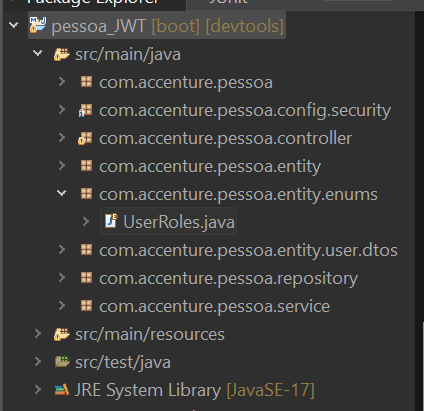 Package Explorer JUnit
pessoa_JWT [boot] [devtools]
src/main/java
com.accenture.pessoa
com.accenture.pessoa.config.security
com.accenture.pessoa.controller
com.accenture.pessoa.entity
com.accenture.pessoa.entity.enums
UserRoles.java
com.accenture.pessoa.entity.user.dtos
com.accenture.pessoa.repository
com.accenture.pessoa.service
src/main/resources
src/test/java
JRE System Library [JavaSE-17]